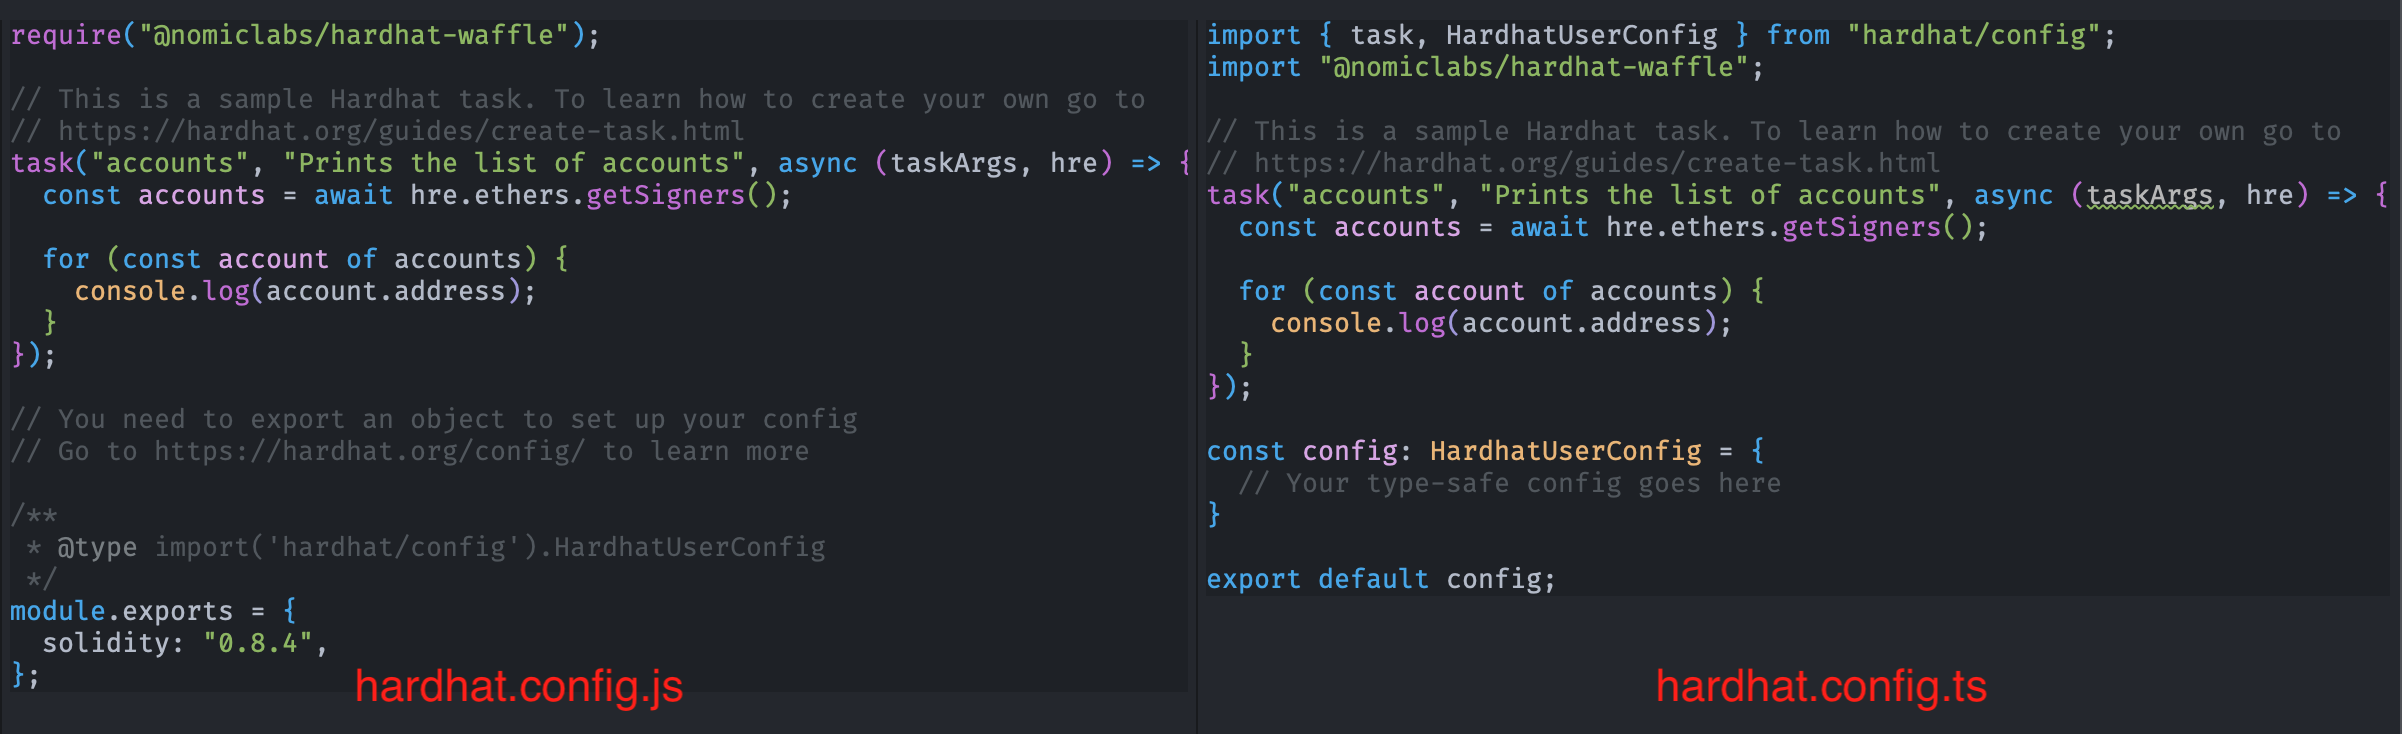 require("@nomiclabs/hardhat-waffle");

// This is a sample Hardhat task. To learn how to create your own go to
// https://hardhat.org/guides/create-task.html
task("accounts", "Prints the list of accounts", async (taskArgs, hre) => {
  const accounts = await hre.ethers.getSigners();

  for (const account of accounts) {
    console.log(account.address);
  }
});

// You need to export an object to set up your config
// Go to https://hardhat.org/config/ to learn more

/**
 * @type import('hardhat/config').HardhatUserConfig
 */
module.exports = {
  solidity: "0.8.4",
};
hardhat.config.js
import { task, HardhatUserConfig } from "hardhat/config";
import "@nomiclabs/hardhat-waffle";

// This is a sample Hardhat task. To learn how to create your own go to
// https://hardhat.org/guides/create-task.html
task("accounts", "Prints the list of accounts", async (taskArgs, hre) => {
  const accounts = await hre.ethers.getSigners();

  for (const account of accounts) {
    console.log(account.address);
  }
});

const config: HardhatUserConfig = {
  // Your type-safe config goes here
}

export default config;
hardhat.config.ts